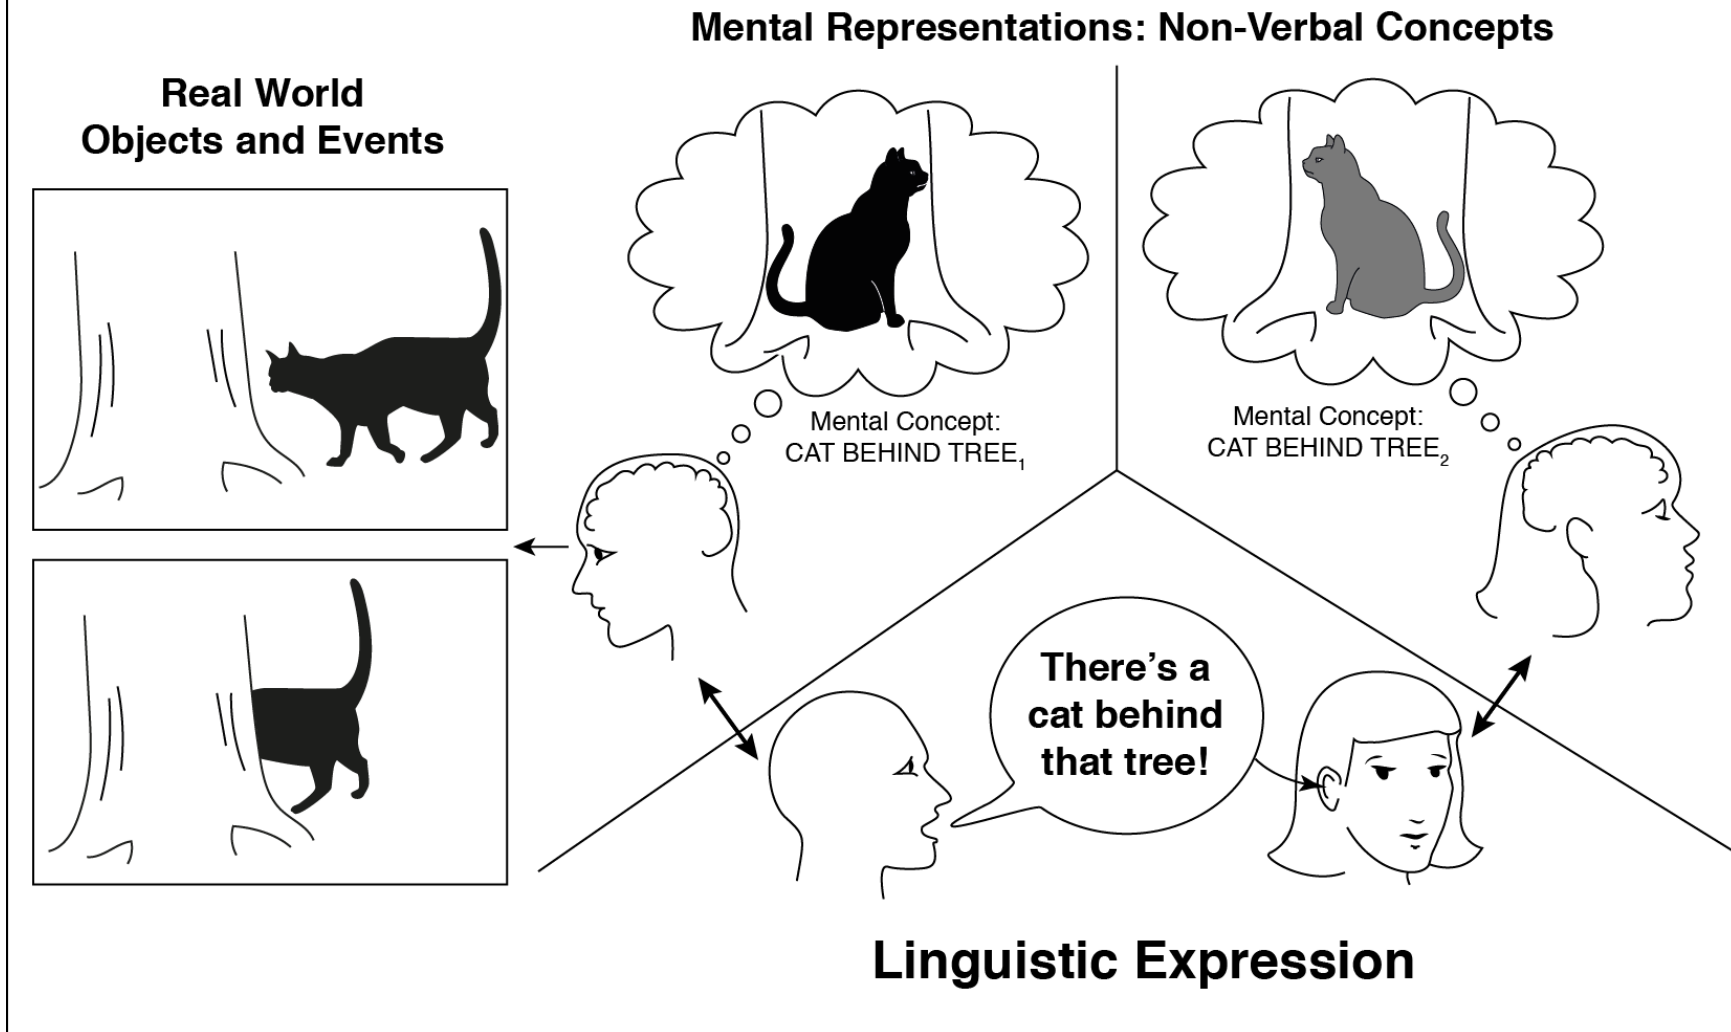 Mental Representations: Non-Verbal Concepts
Real World
Objects and Events
Mental Concept:
CAT BEHIND TREE1
Mental Concept:
CAT BEHIND TREE2
There’s a
cat behind
that tree!
Linguistic Expression